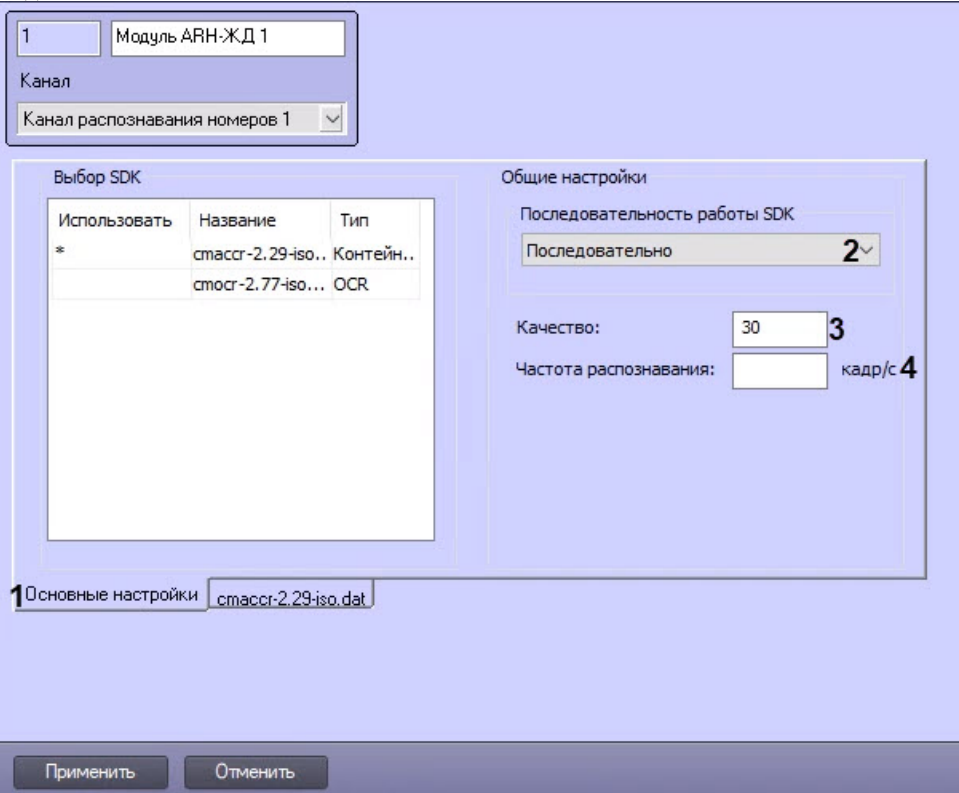 1
Модуль ARH-ЖД 1
Канал
Канал распознавания номеров 1
Выбор SDK
Использовать Название Тип
* cmaccr-2.29-iso.. Контейн..
cmocr-2.77-iso... OCR
Общие настройки
Последовательность работы SDK
Последовательно 2
Качество: 30 3
Частота распознавания: кадр/с 4
1 Основные настройки cmaccr-2.29-iso.dat
Применить Отменить